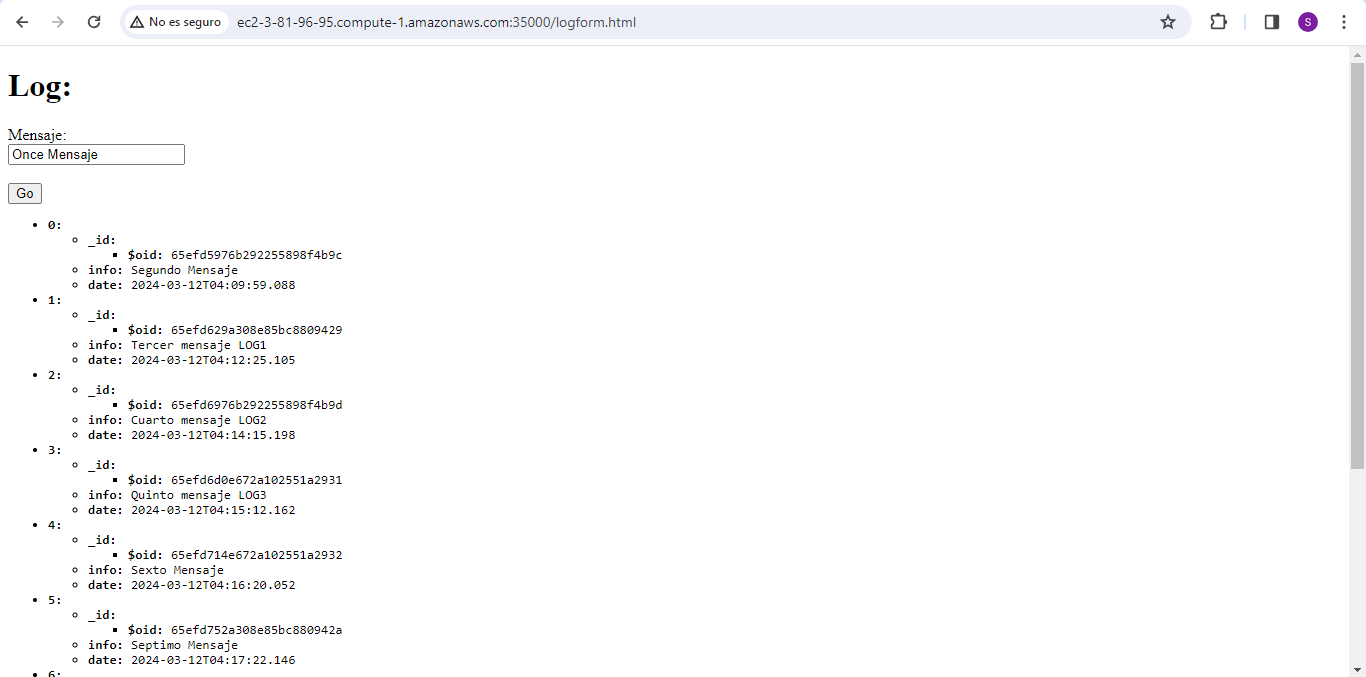 No es seguro ec2-3-81-96-95.compute-1.amazonaws.com:35000/logform.html S
Log:
Mensaje:
Once Mensaje
Go
0:
_id:
$oid: 65efd5976b292255898f4b9c
info: Segundo Mensaje
date: 2024-03-12T04:09:59.088
1:
_id:
$oid: 65efd629a308e85bc8809429
info: Tercer mensaje LOG1
date: 2024-03-12T04:12:25.105
2:
_id:
$oid: 65efd6976b292255898f4b9d
info: Cuarto mensaje LOG2
date: 2024-03-12T04:14:15.198
3:
_id:
$oid: 65efd6d0e672a102551a2931
info: Quinto mensaje LOG3
date: 2024-03-12T04:15:12.162
4:
_id:
$oid: 65efd714e672a102551a2932
info: Sexto Mensaje
date: 2024-03-12T04:16:20.052
5:
_id:
$oid: 65efd752a308e85bc880942a
info: Septimo Mensaje
date: 2024-03-12T04:17:22.146
6: